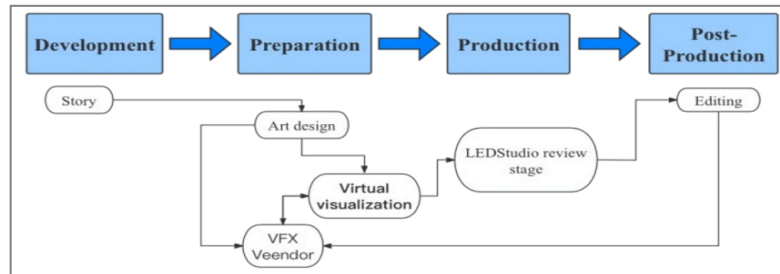 Development
Preparation
Production
Post-
Production
Story
Art design
Editing
LEDStudio review
stage
Virtual
visualization
VFX
Veendor